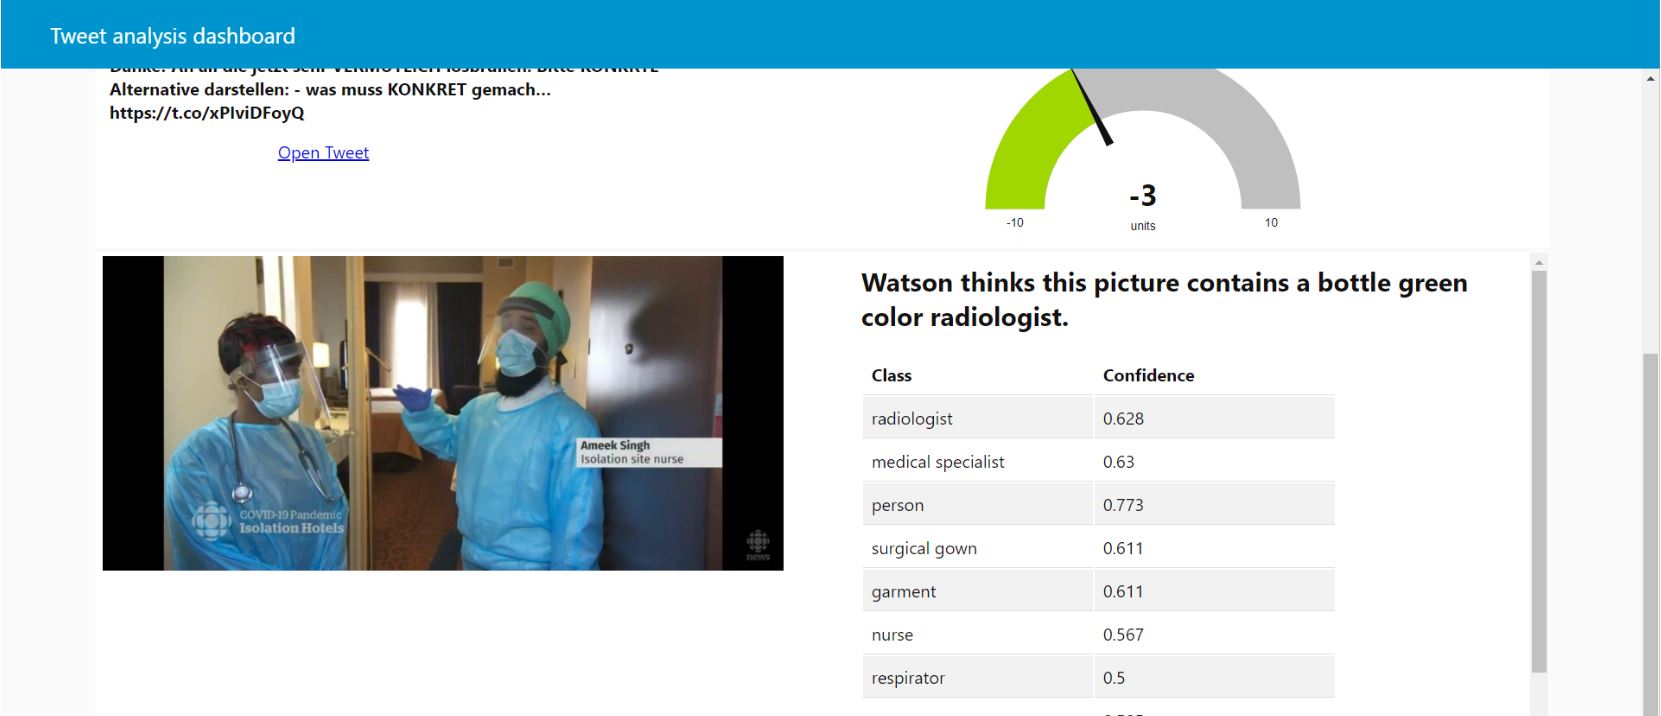 Tweet analysis dashboard
Alternative darstellen: - was muss KONKRET gemach...
https://t.co/xPIviDFoyQ
Open Tweet
-3
units
-10
10
Ameek Singh
Isolation site nurse
COVID-19 Pandemic
Isolation Hotels
news
Watson thinks this picture contains a bottle green
color radiologist.
Class Confidence
radiologist 0.628
medical specialist 0.63
person 0.773
surgical gown 0.611
garment 0.611
nurse 0.567
respirator 0.5